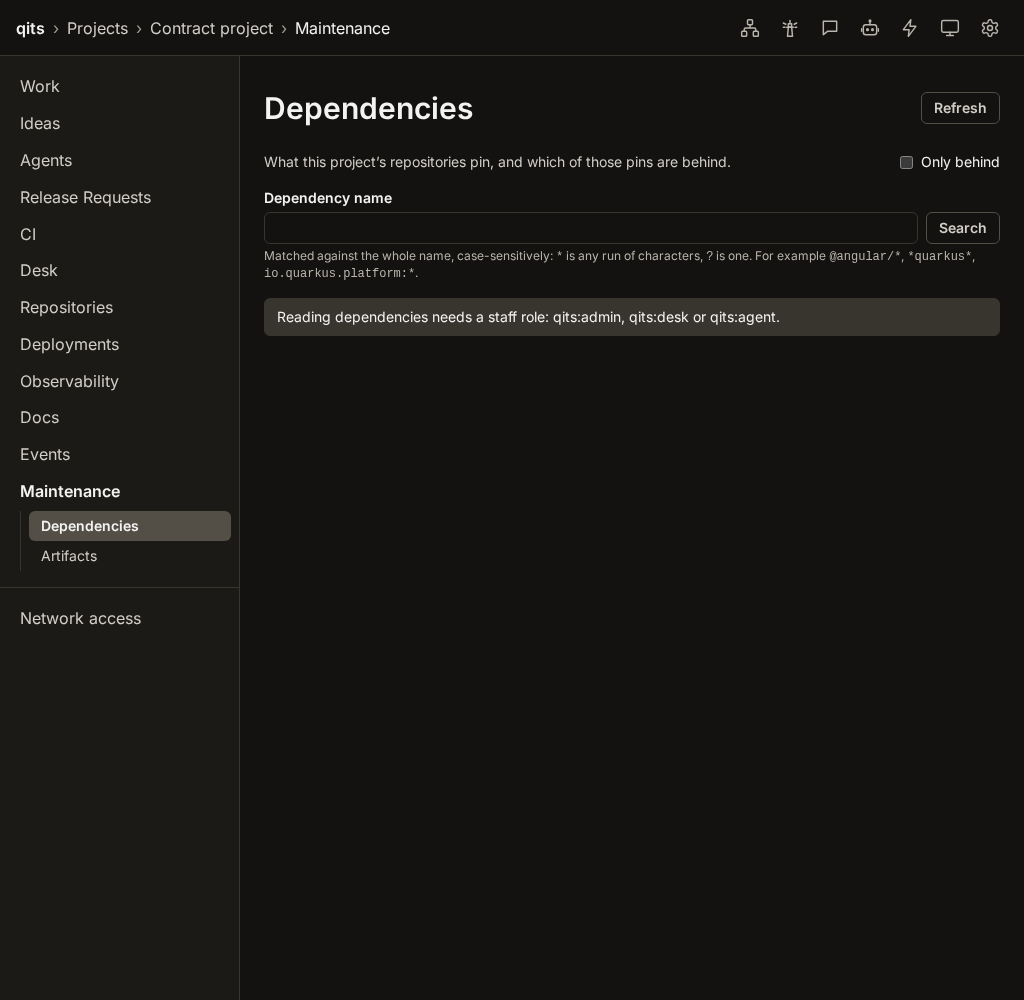 qits › Projects › Contract project › Maintenance
Work
Ideas
Agents
Release Requests
CI
Desk
Repositories
Deployments
Observability
Docs
Events
Maintenance
Dependencies
Artifacts
Network access
Dependencies
Refresh
What this project’s repositories pin, and which of those pins are behind.
Only behind
Dependency name
Search
Matched against the whole name, case-sensitively: * is any run of characters, ? is one. For example @angular/*, *quarkus*,
io.quarkus.platform:*.
Reading dependencies needs a staff role: qits:admin, qits:desk or qits:agent.